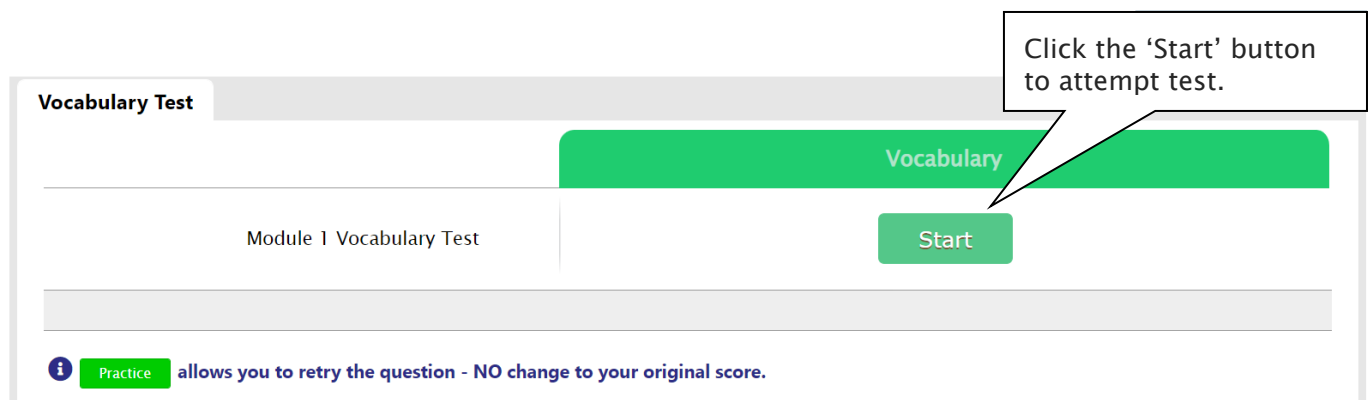 Click the ‘Start’ button
to attempt test.
Vocabulary Test
Vocabulary
Module 1 Vocabulary Test
Start
Practice allows you to retry the question - NO change to your original score.